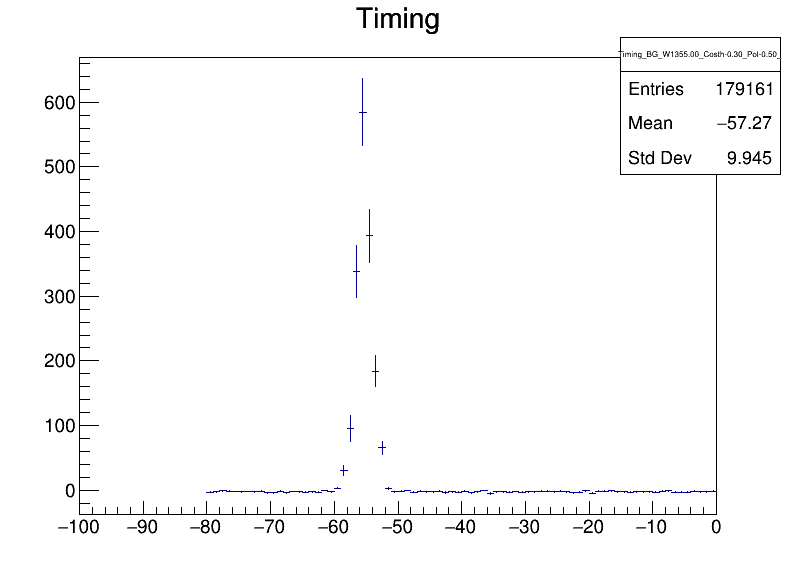 Timing
Timing_BG_W1355.00_Costh-0.30_Pol-0.50_
Entries 179161
Mean −57.27
Std Dev 9.945
600
500
400
300
200
100
0
−100 −90 −80 −70 −60 −50 −40 −30 −20 −10 0